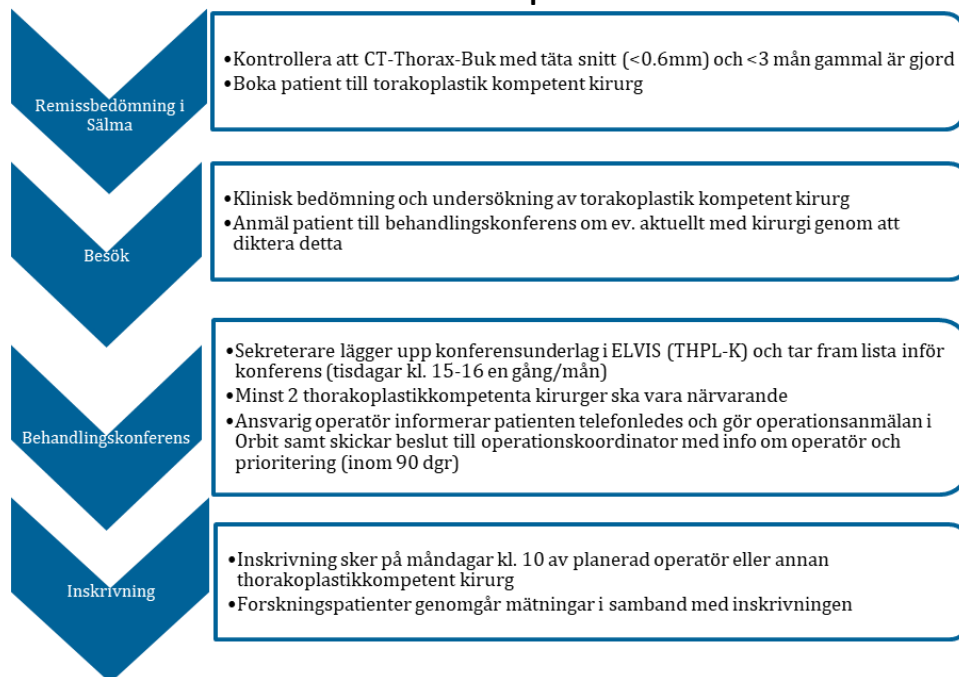 Remissbedömning i
Sälma
•Kontrollera att CT-Thorax-Buk med täta snitt (<0.6mm) och <3 mån gammal är gjord
•Boka patient till torakoplastik kompetent kirurg
Besök
•Klinisk bedömning och undersökning av torakoplastik kompetent kirurg
•Anmäl patient till behandlingskonferens om ev. aktuellt med kirurgi genom att
diktera detta
Behandlingskonferens
•Sekreterare lägger upp konferensunderlag i ELVIS (THPL-K) och tar fram lista inför
konferens (tisdagar kl. 15-16 en gång/mån)
•Minst 2 thorakoplastikkompetenta kirurger ska vara närvarande
•Ansvarig operatör informerar patienten telefonledes och gör operationsanmälan i
Orbit samt skickar beslut till operationskoordinator med info om operatör och
prioritering (inom 90 dgr)
Inskrivning
•Inskrivning sker på måndagar kl. 10 av planerad operatör eller annan
thorakoplastikkompetent kirurg
•Forskningspatienter genomgår mätningar i samband med inskrivningen